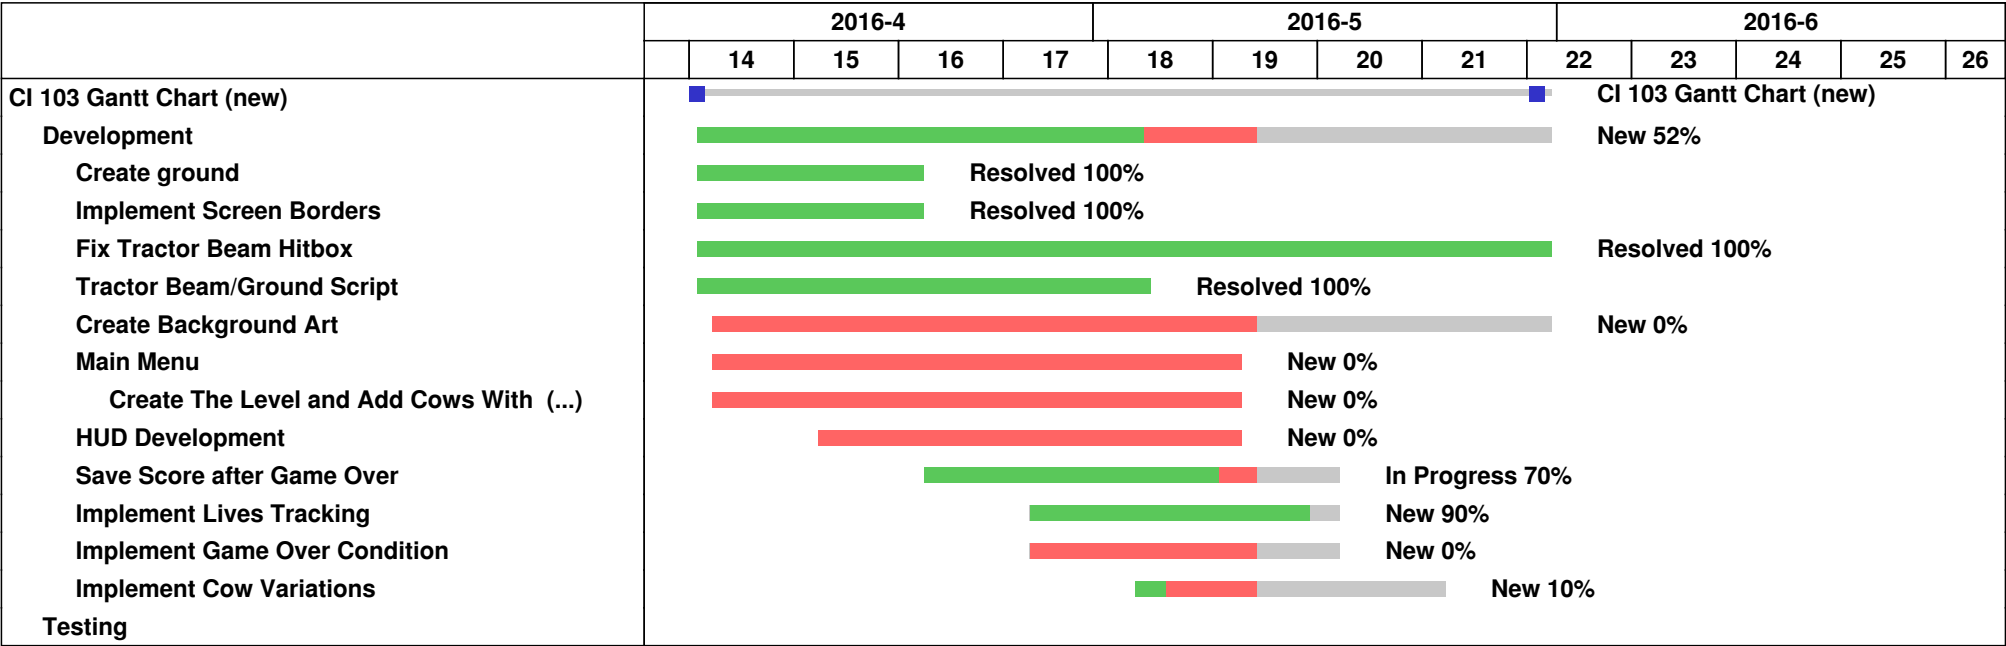 2016-4 2016-5 2016-6
14 15 16 17 18 19 20 21 22 23 24 25 26
CI 103 Gantt Chart (new) CI 103 Gantt Chart (new)
Development New 52%
Create ground Resolved 100%
Implement Screen Borders Resolved 100%
Fix Tractor Beam Hitbox Resolved 100%
Tractor Beam/Ground Script Resolved 100%
Create Background Art New 0%
Main Menu New 0%
Create The Level and Add Cows With (...) New 0%
HUD Development New 0%
Save Score after Game Over In Progress 70%
Implement Lives Tracking New 90%
Implement Game Over Condition New 0%
Implement Cow Variations New 10%
Testing